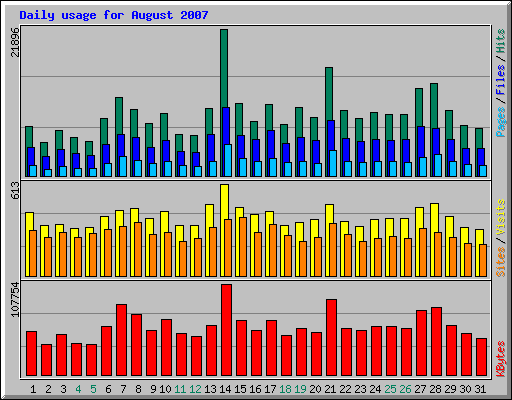 Daily usage for August 2007
21896
Pages / Files / Hits
613
Sites / Visits
107754
KBytes
1 2 3 4 5 6 7 8 9 10 11 12 13 14 15 16 17 18 19 20 21 22 23 24 25 26 27 28 29 30 31